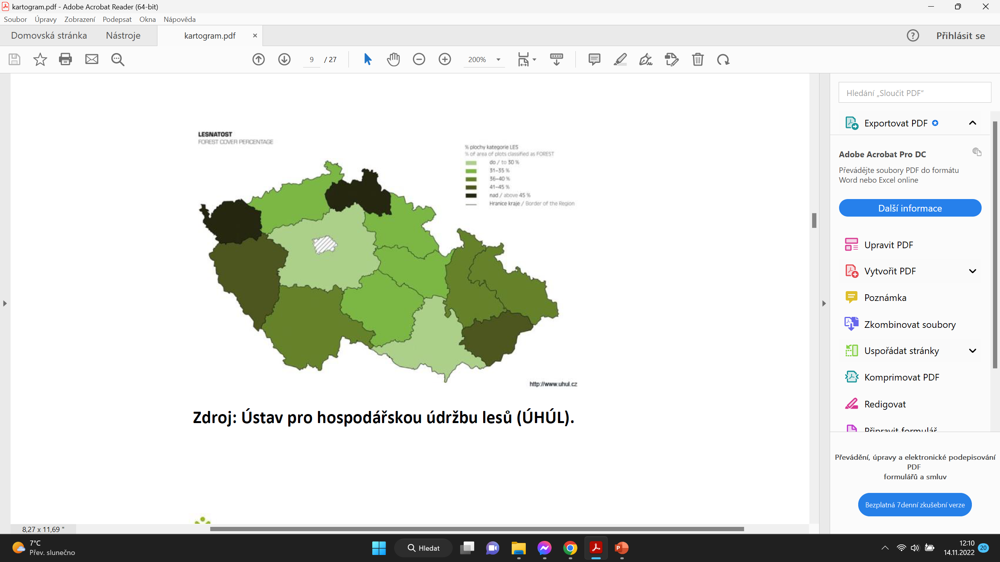 kartogram.pdf - Adobe Acrobat Reader (64-bit)
Soubor Úpravy Zobrazení Podepsat Okna Nápověda
Domovská stránka Nástroje kartogram.pdf Přihlásit se
9 / 27 200%
LESNATOST
FOREST COVER PERCENTAGE
% plochy kategorie LES
% of area of plots classified as FOREST
do / to 30 %
31–35 %
36–40 %
41–45 %
nad / above 45 %
Hranice kraje / Border of the Region
http://www.uhul.cz
Zdroj: Ústav pro hospodářskou údržbu lesů (ÚHÚL).
8,27 x 11,69 "
Hledání „Sloučit PDF“
Exportovat PDF
Adobe Acrobat Pro DC
Převádějte soubory PDF do formátu
Word nebo Excel online
Další informace
Upravit PDF
Vytvořit PDF
Poznámka
Zkombinovat soubory
Uspořádat stránky
Komprimovat PDF
Redigovat
Připravit formulář
Převádění, úpravy a elektronické podepisování
PDF
formulářů a smluv
Bezplatná 7denní zkušební verze
7°C
Přev. slunečno
Hledat
12:10
14.11.2022
20